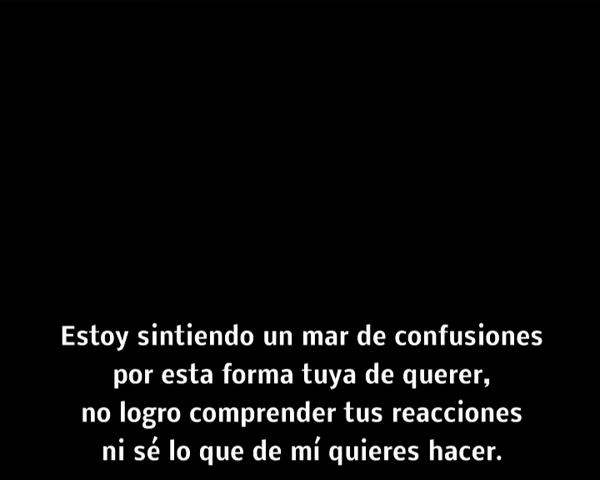 Estoy sintiendo un mar de confusiones
por esta forma tuya de querer,
no logro comprender tus reacciones
ni sé lo que de mí quieres hacer.